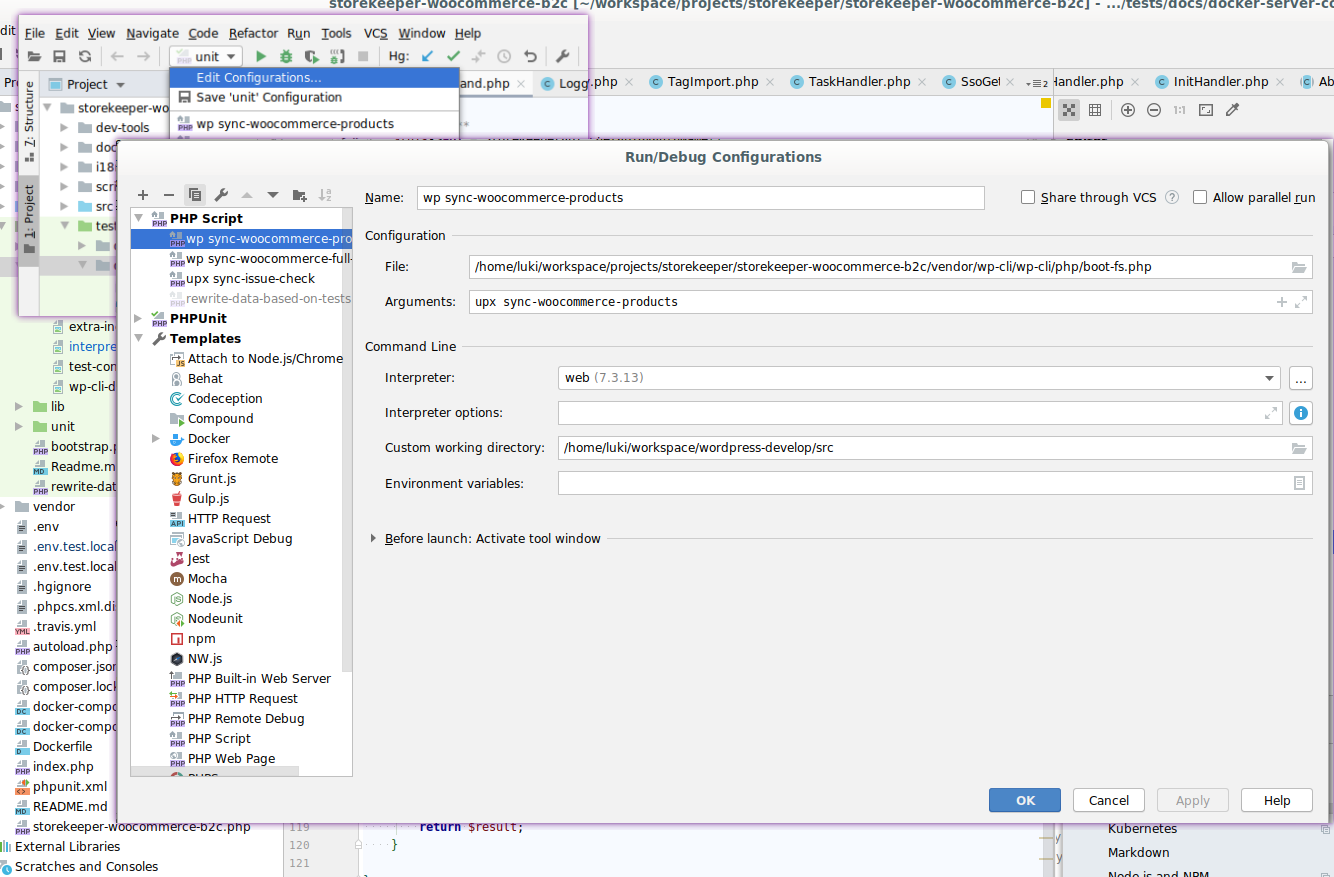 storekeeper-woocommerce-b2c [~/workspace/projects/storekeeper/storekeeper-woocommerce-b2c] - .../tests/docs/docker-server-co
File Edit View Navigate Code Refactor Run Tools VCS Window Help
unit Hg:
Edit Configurations...
Save 'unit' Configuration
wp sync-woocommerce-products
and.php Logg .php TagImport.php TaskHandler.php SsoGet Handler.php InitHandler.php Ab
1:1
Project
storekeeper-wo
dev-tools
doc
i18
scri
src
test
Z: Structure
1: Project
Run/Debug Configurations
PHP Script
wp sync-woocommerce-pro
wp sync-woocommerce-full-
upx sync-issue-check
rewrite-data-based-on-tests
PHPUnit
Templates
Attach to Node.js/Chrome
Behat
Codeception
Compound
Docker
Firefox Remote
Grunt.js
Gulp.js
HTTP Request
JavaScript Debug
Jest
Mocha
Node.js
Nodeunit
npm
NW.js
PHP Built-in Web Server
PHP HTTP Request
PHP Remote Debug
PHP Script
PHP Web Page
Name: wp sync-woocommerce-products
Share through VCS ? Allow parallel run
Configuration
File: /home/luki/workspace/projects/storekeeper/storekeeper-woocommerce-b2c/vendor/wp-cli/wp-cli/php/boot-fs.php
Arguments: upx sync-woocommerce-products
Command Line
Interpreter: web (7.3.13) ...
Interpreter options:
Custom working directory: /home/luki/workspace/wordpress-develop/src
Environment variables:
Before launch: Activate tool window
OK Cancel Apply Help
extra-in
interpre
test-con
wp-cli-d
lib
unit
bootstrap.p
Readme.m
rewrite-dat
vendor
.env
.env.test.local
.env.test.loca
.hgignore
.phpcs.xml.di
.travis.yml
autoload.php
composer.json
composer.lock
docker-compo
docker-compo
Dockerfile
index.php
phpunit.xml
README.md
storekeeper-woocommerce-b2c.php
External Libraries
Scratches and Consoles
119 return $result;
120 }
121
Kubernetes
Markdown
Node.js and NPM